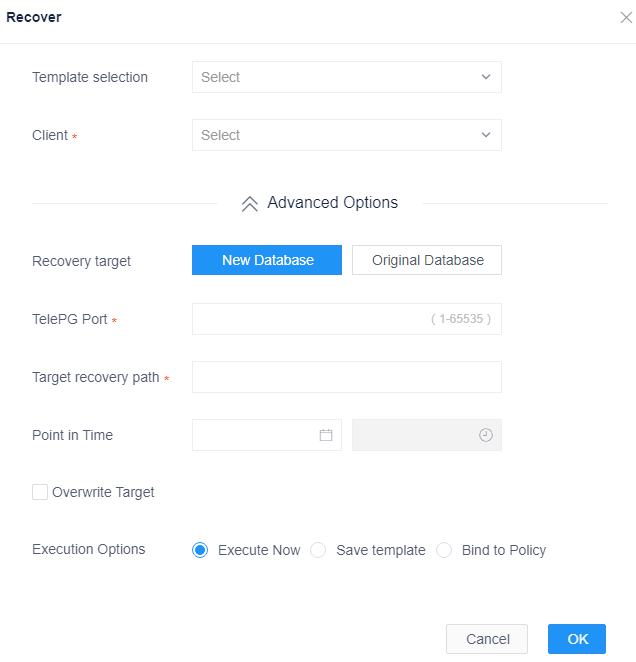 Recover
Template selection Select
Client * Select
Advanced Options
Recovery target New Database Original Database
TelePG Port * ( 1-65535 )
Target recovery path *
Point in Time
Overwrite Target
Execution Options Execute Now Save template Bind to Policy
Cancel OK